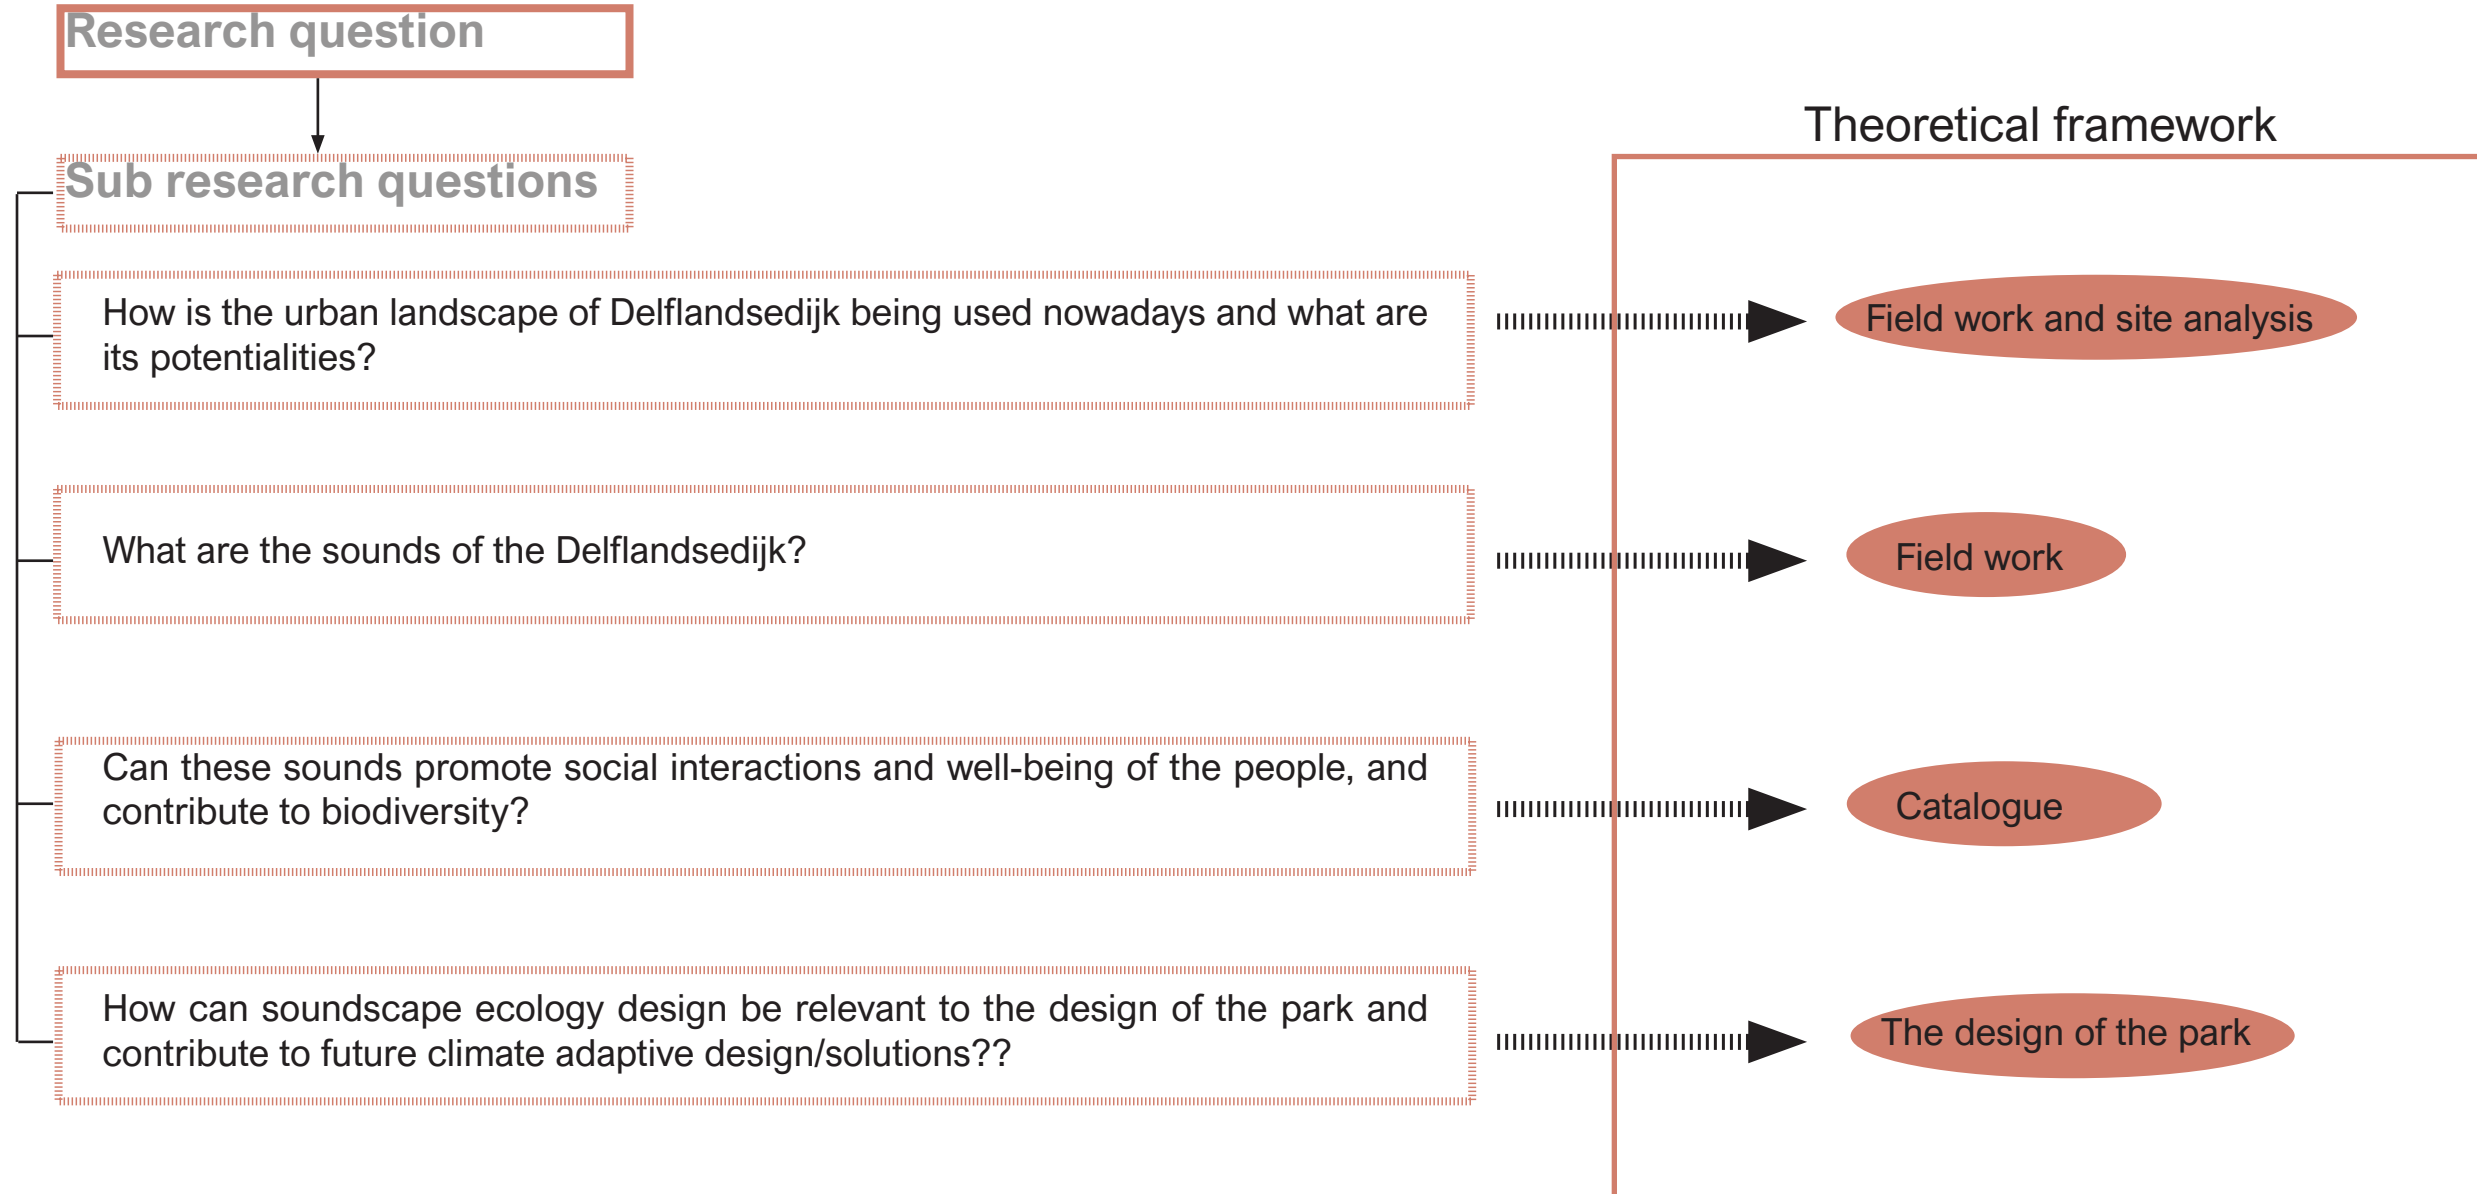 Research question
Theoretical framework
Sub research questions
How is the urban landscape of Delflandsedijk being used nowadays and what are
its potentialities?
Field work and site analysis
What are the sounds of the Delflandsedijk?
Field work
Can these sounds promote social interactions and well-being of the people, and
contribute to biodiversity?
Catalogue
How can soundscape ecology design be relevant to the design of the park and
contribute to future climate adaptive design/solutions??
The design of the park